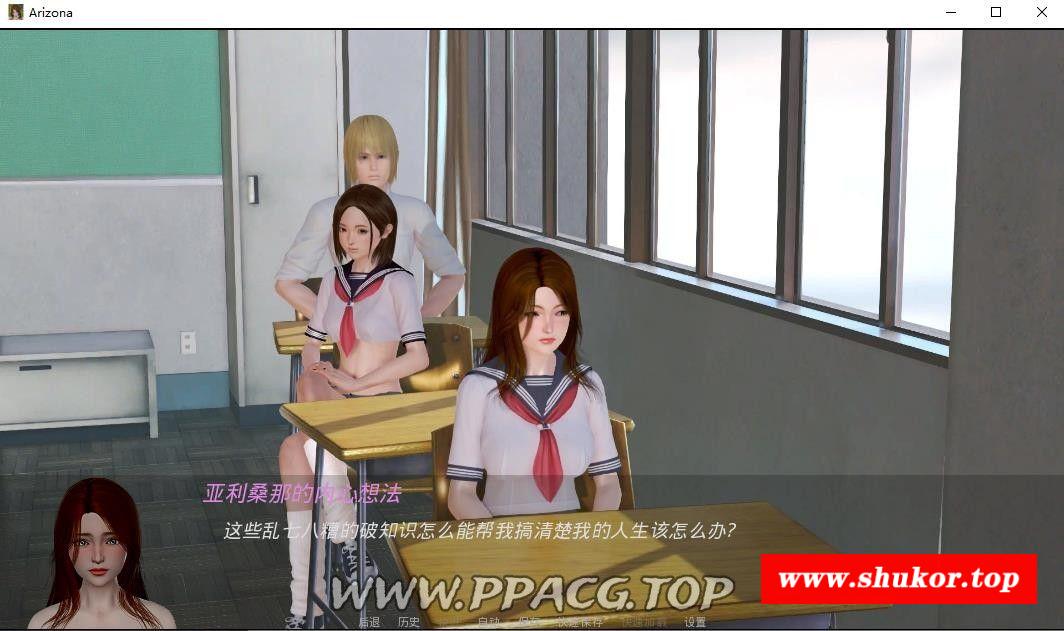 Arizona
亚利桑那的内心想法
这些乱七八糟的破知识怎么能帮我搞清楚我的人生该怎么办?
www.shukor.top
WWW.PPACG.TOP
后退 历史 自动 保存 快速保存 快速加载 设置